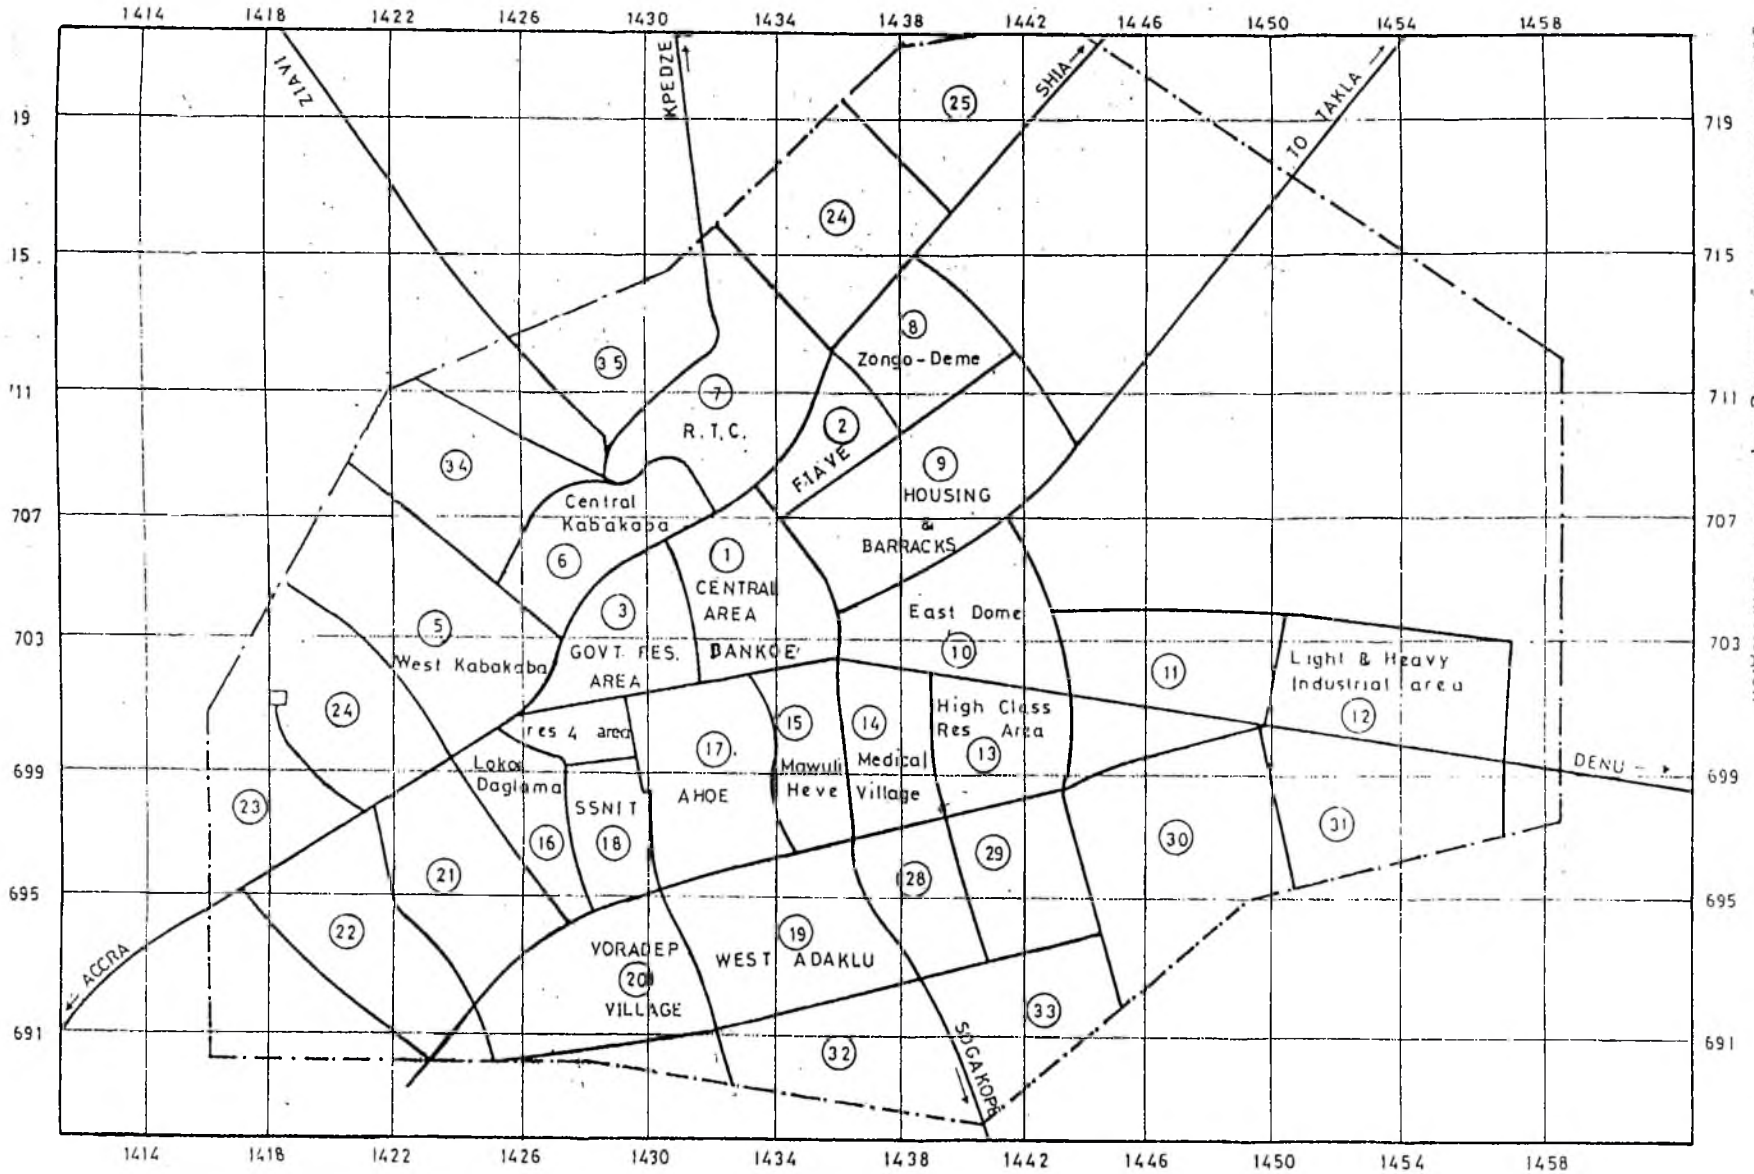 1414 1418 1422 1426 1430 1434 1438 1442 1446 1450 1454 1458
ZIAVI
KPEDZE
SHIA
TO TAKLA
25
19
719
24
15
715
8
Zongo-Deme
35
7
R.T.C.
2
FIAVE
11
711
34
9
HOUSING
&
BARRACKS
Central
Kabakaba
6
707
707
1
CENTRAL
AREA
BANKOE
3
GOVT. RES.
AREA
East Dome
10
5
West Kabakaba
703
703
11
Light & Heavy
Industrial area
12
24
res 4 area
17
AHOE
15
Mawuli
Heve
14
Medical
Village
High Class
Res Area
13
DENU
699
699
Lokoe
Daglama
16
SSNIT
18
23
21
28
29
30
31
695
695
22
VORADEP
20
VILLAGE
19
WEST ADAKLU
ACCRA
33
32
SOGAKOPE
691
691
1414 1418 1422 1426 1430 1434 1438 1442 1446 1450 1454 1458